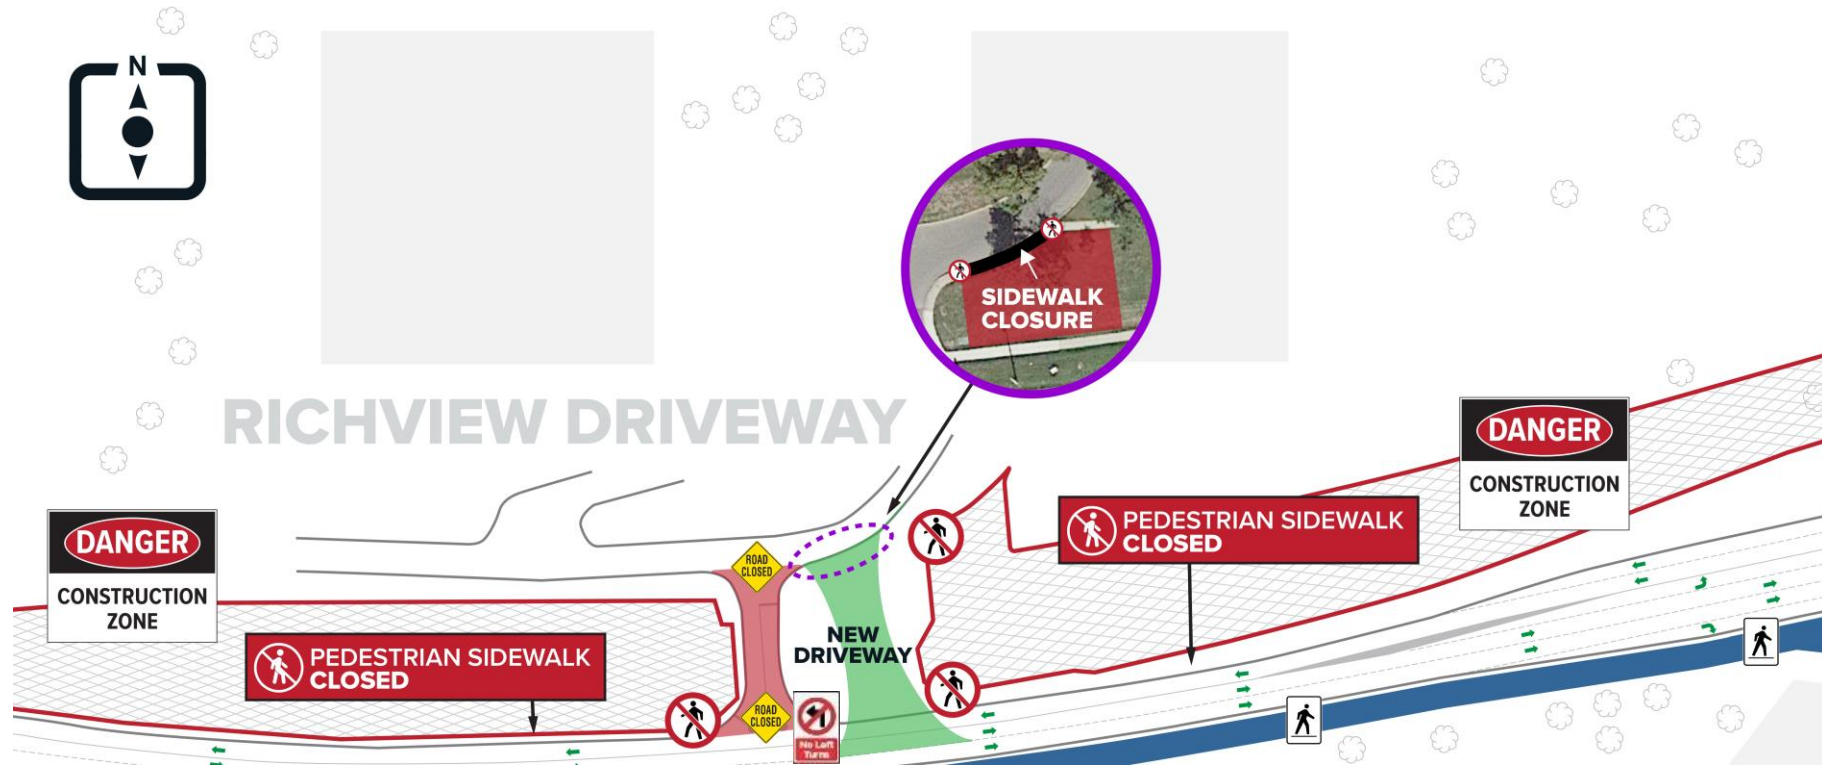 N
SIDEWALK
CLOSURE
RICHVIEW DRIVEWAY
DANGER
CONSTRUCTION
ZONE
PEDESTRIAN SIDEWALK
CLOSED
DANGER
CONSTRUCTION
ZONE
ROAD
CLOSED
NEW
DRIVEWAY
PEDESTRIAN SIDEWALK
CLOSED
ROAD
CLOSED
No Left
Turns